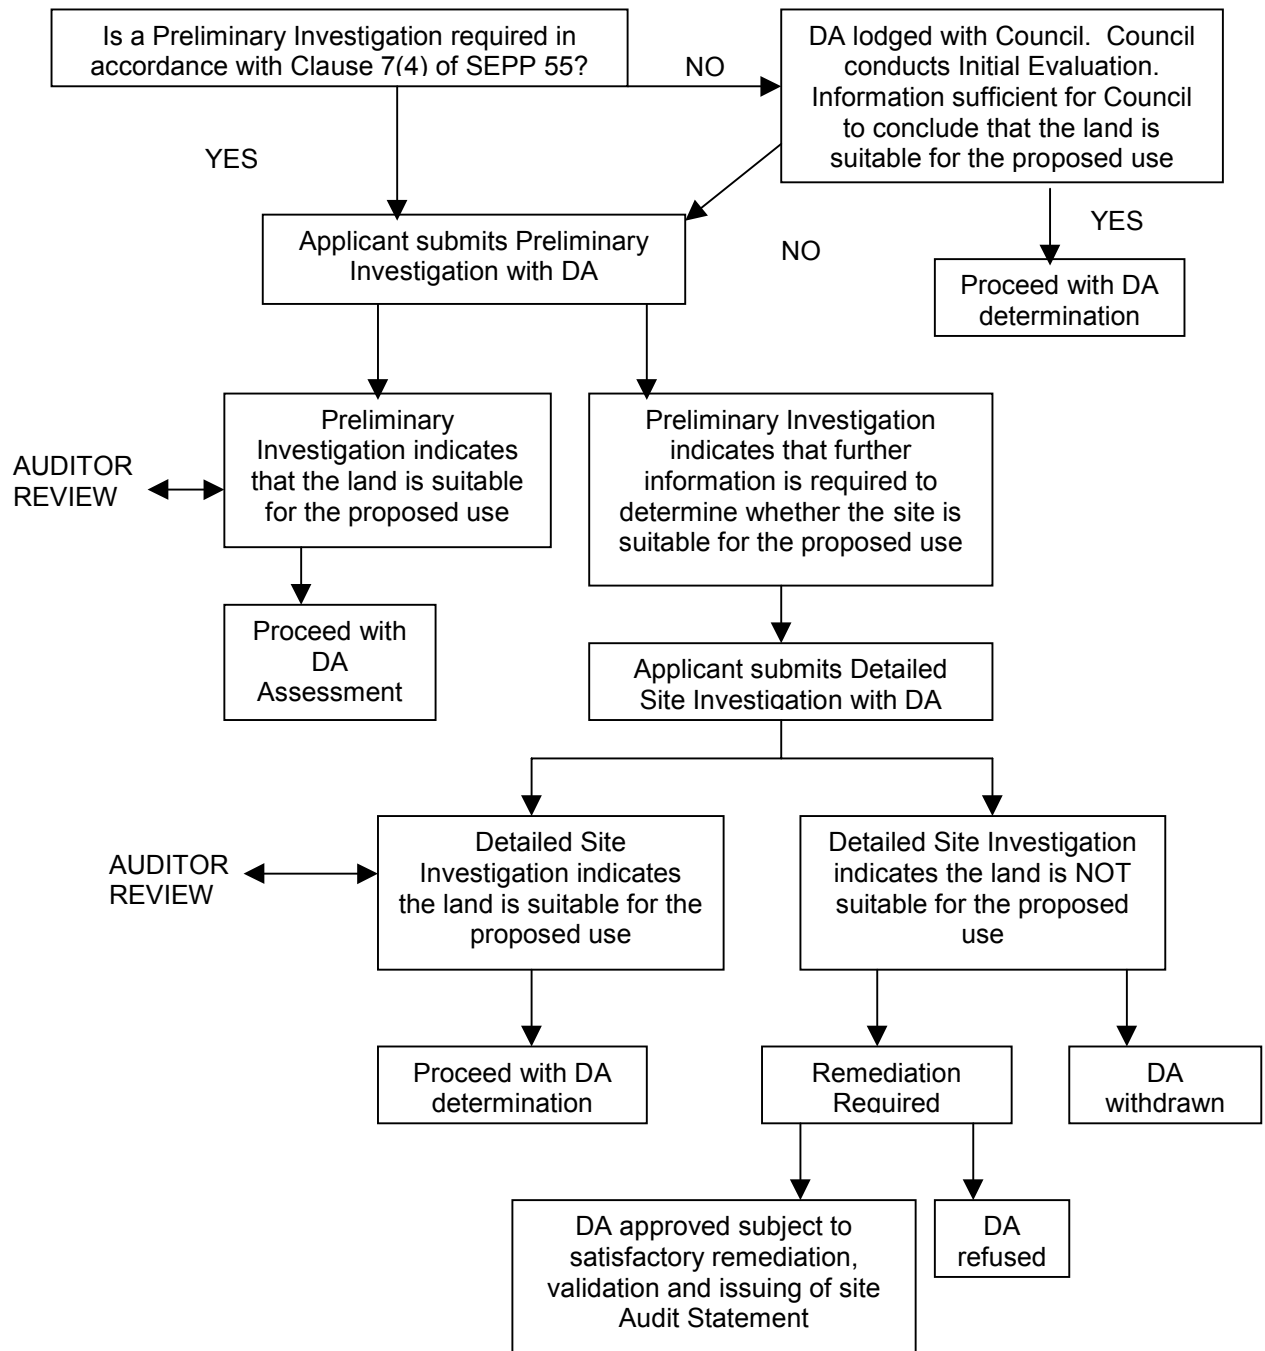 Is a Preliminary Investigation required in
accordance with Clause 7(4) of SEPP 55?
NO
DA lodged with Council.  Council
conducts Initial Evaluation.
Information sufficient for Council
to conclude that the land is
suitable for the proposed use
YES
Applicant submits Preliminary
Investigation with DA
NO
YES
Proceed with DA
determination
AUDITOR
REVIEW
Preliminary
Investigation indicates
that the land is suitable
for the proposed use
Preliminary Investigation
indicates that further
information is required to
determine whether the site is
suitable for the proposed use
Proceed with
DA
Assessment
Applicant submits Detailed
Site Investigation with DA
AUDITOR
REVIEW
Detailed Site
Investigation indicates
the land is suitable for the
proposed use
Detailed Site Investigation
indicates the land is NOT
suitable for the proposed
use
Proceed with DA
determination
Remediation
Required
DA
withdrawn
DA approved subject to
satisfactory remediation,
validation and issuing of site
Audit Statement
DA
refused